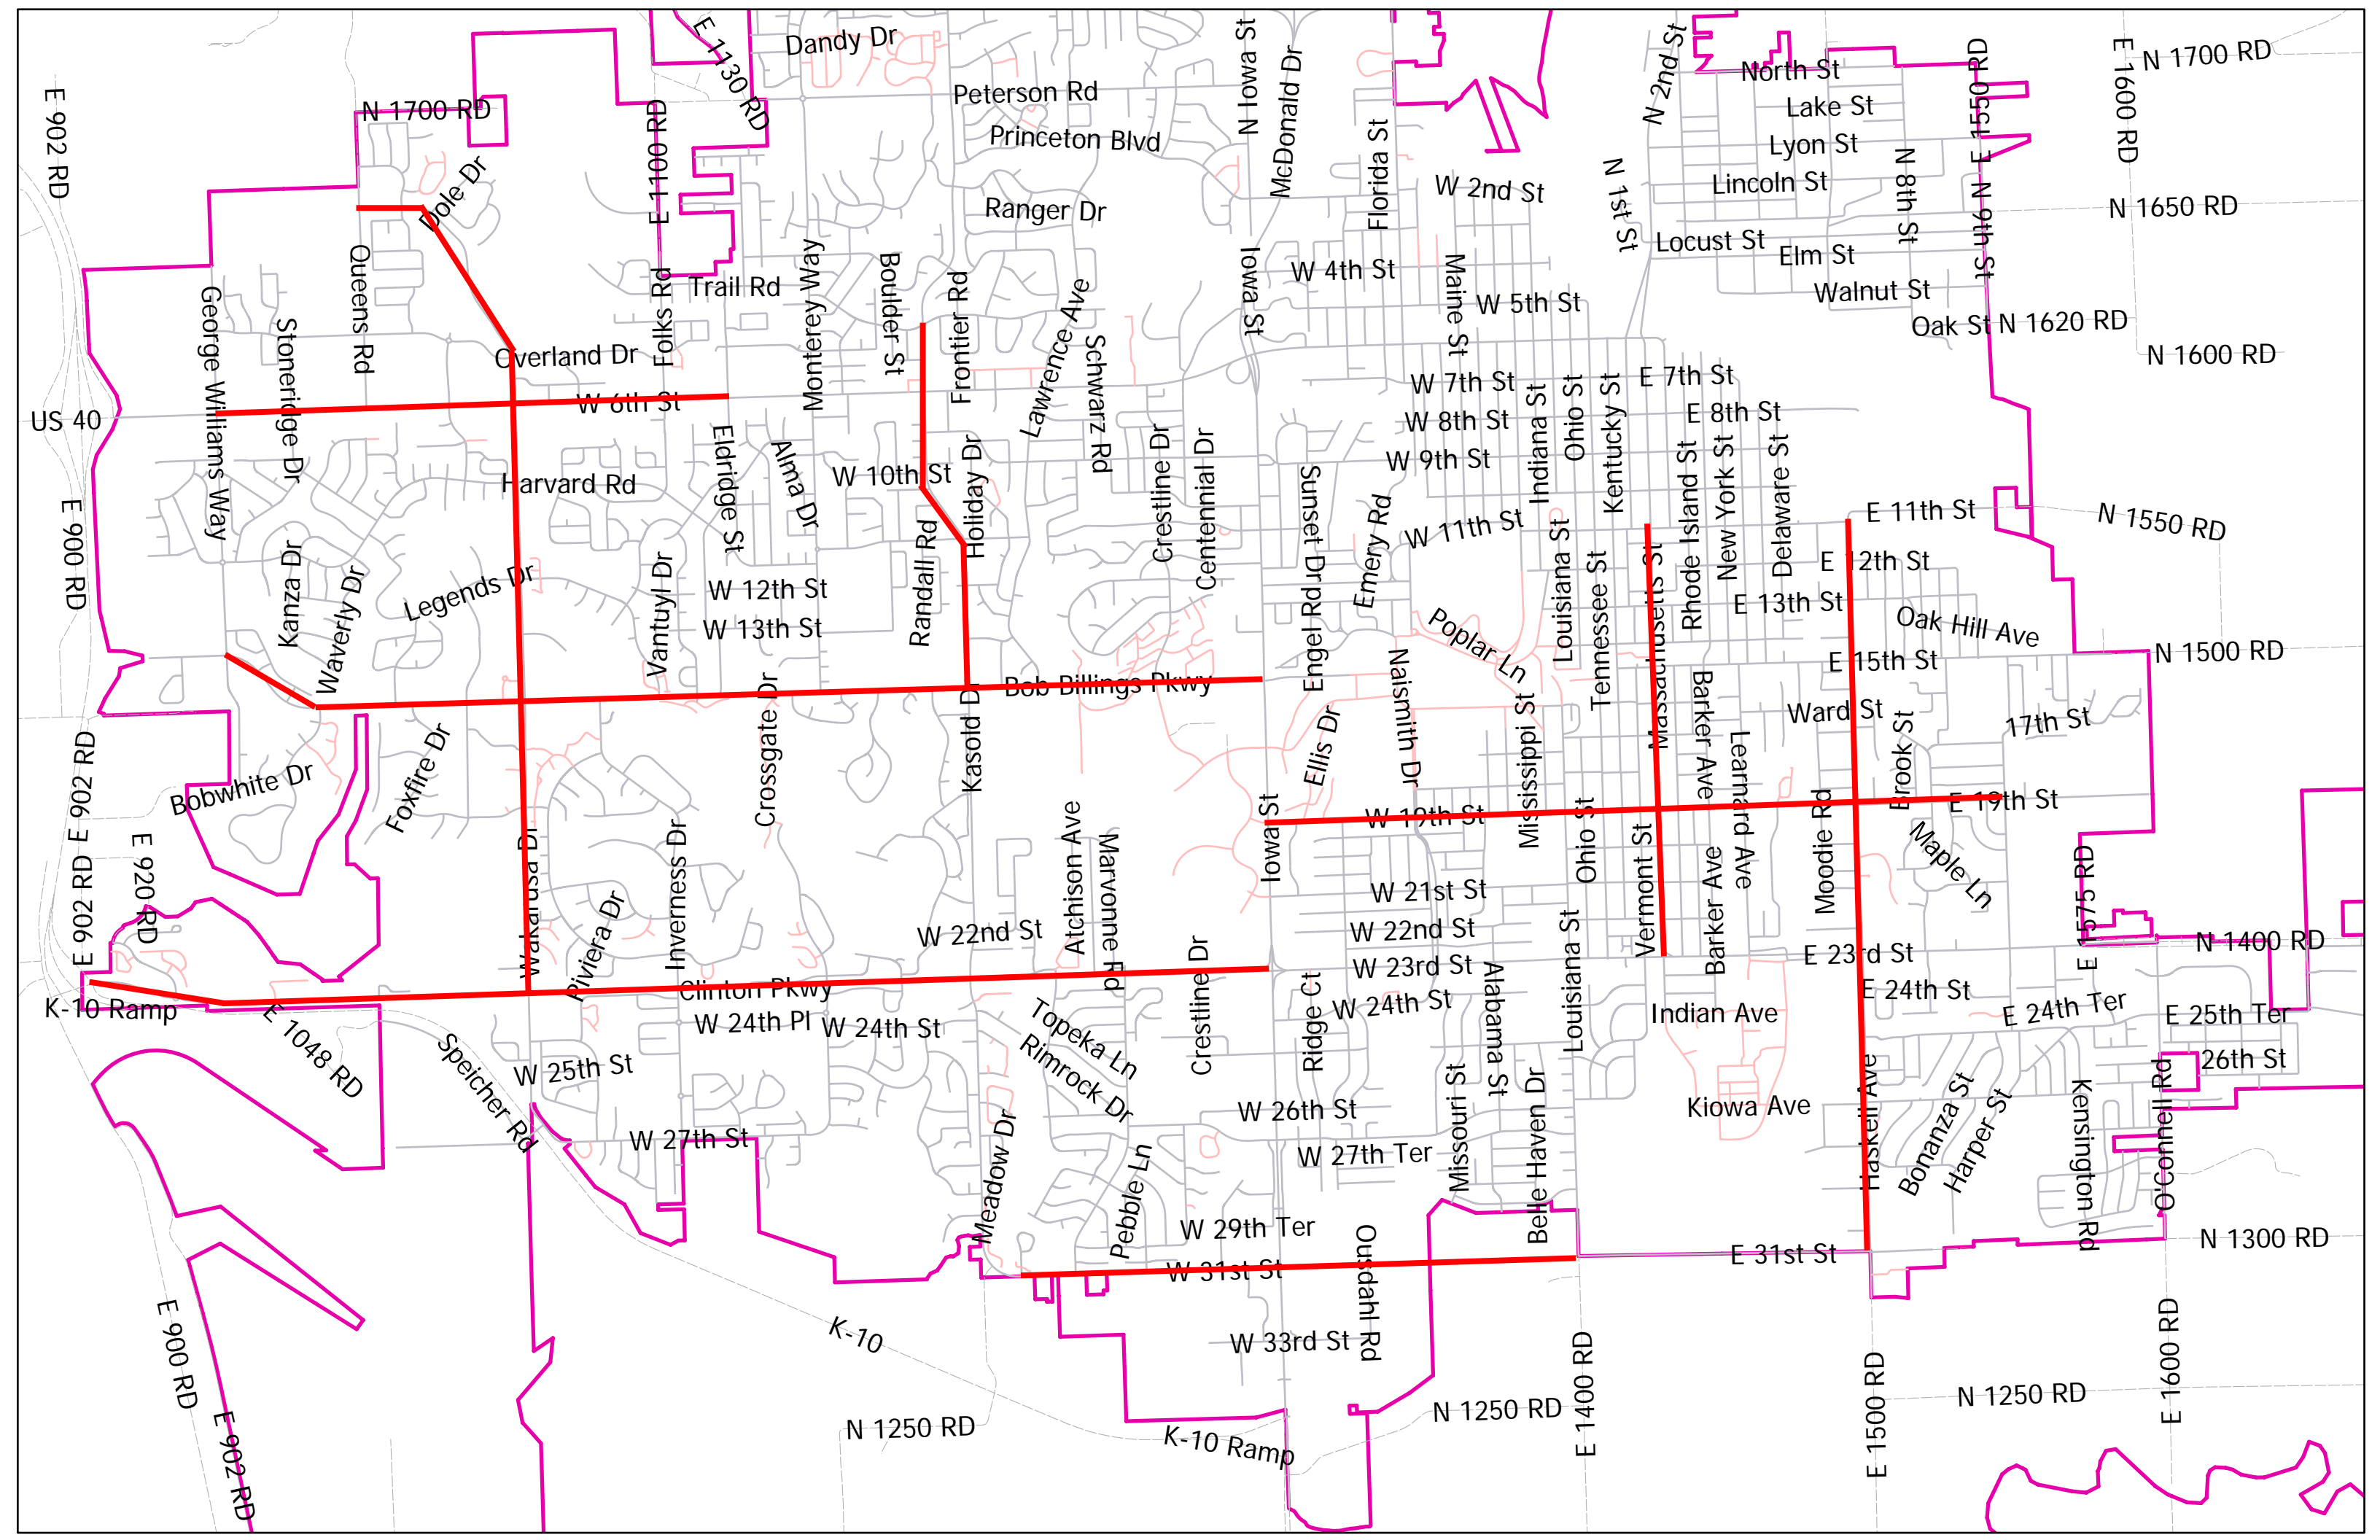 Dandy Dr
E 1130 RD
N Iowa St
McDonald Dr
N 2nd St
North St
E 1550 RD
E 1600 RD
N 1700 RD
E 902 RD
N 1700 RD
E 1100 RD
Peterson Rd
Princeton Blvd
Florida St
Lake St
Lyon St
Lincoln St
N 8th St
N 9th St
N 1650 RD
Dole Dr
Ranger Dr
W 2nd St
N 1st St
Locust St
Elm St
Walnut St
Oak St
N 1620 RD
N 1600 RD
George Williams Way
Stoneridge Dr
Queens Rd
Folks Rd
Trail Rd
Monterey Way
Boulder St
Frontier Rd
Lawrence Ave
Schwarz Rd
Iowa St
W 4th St
Maine St
W 5th St
Overland Dr
US 40
W 6th St
W 7th St
E 7th St
W 8th St
E 8th St
W 9th St
Indiana St
Ohio St
Kentucky St
Rhode Island St
New York St
Delaware St
Harvard Rd
Eldridge St
Alma Dr
W 10th St
Holiday Dr
Crestline Dr
Centennial Dr
Sunset Dr
Engel Rd
Emery Rd
W 11th St
E 11th St
N 1550 RD
E 900 RD
Kanza Dr
Waverly Dr
Legends Dr
Vantuyl Dr
W 12th St
W 13th St
Randall Rd
Louisiana St
Tennessee St
Massachusetts St
E 12th St
E 13th St
Oak Hill Ave
Poplar Ln
E 15th St
N 1500 RD
Bob Billings Pkwy
Naismith Dr
Barker Ave
Ward St
17th St
Foxfire Dr
Bobwhite Dr
Crossgate Dr
Kasold Dr
Ellis Dr
Mississippi St
Learnard Ave
Brook St
E 902 RD
E 902 RD
E 920 RD
Wakarusa Dr
Riviera Dr
Inverness Dr
Atchison Ave
Marvonne Rd
Iowa St
W 19th St
E 19th St
Ohio St
Vermont St
Barker Ave
Moodie Rd
Maple Ln
E 1575 RD
W 21st St
W 22nd St
W 22nd St
W 23rd St
E 23rd St
N 1400 RD
K-10 Ramp
E 1048 RD
Clinton Pkwy
Crestline Dr
Ridge Ct
W 24th St
Alabama St
Louisiana St
Indian Ave
E 24th St
E 24th Ter
E 25th Ter
26th St
W 24th Pl
W 24th St
Topeka Ln
Rimrock Dr
Speicher Rd
W 25th St
W 26th St
Missouri St
Belle Haven Dr
Kiowa Ave
Haskell Ave
Bonanza St
Harper St
Kensington Rd
O'Connell Rd
W 27th St
W 27th Ter
Meadow Dr
Pebble Ln
W 29th Ter
Ousdahl Rd
W 31st St
E 31st St
N 1300 RD
E 900 RD
E 902 RD
K-10
W 33rd St
E 1400 RD
E 1500 RD
E 1600 RD
N 1250 RD
K-10 Ramp
N 1250 RD
N 1250 RD